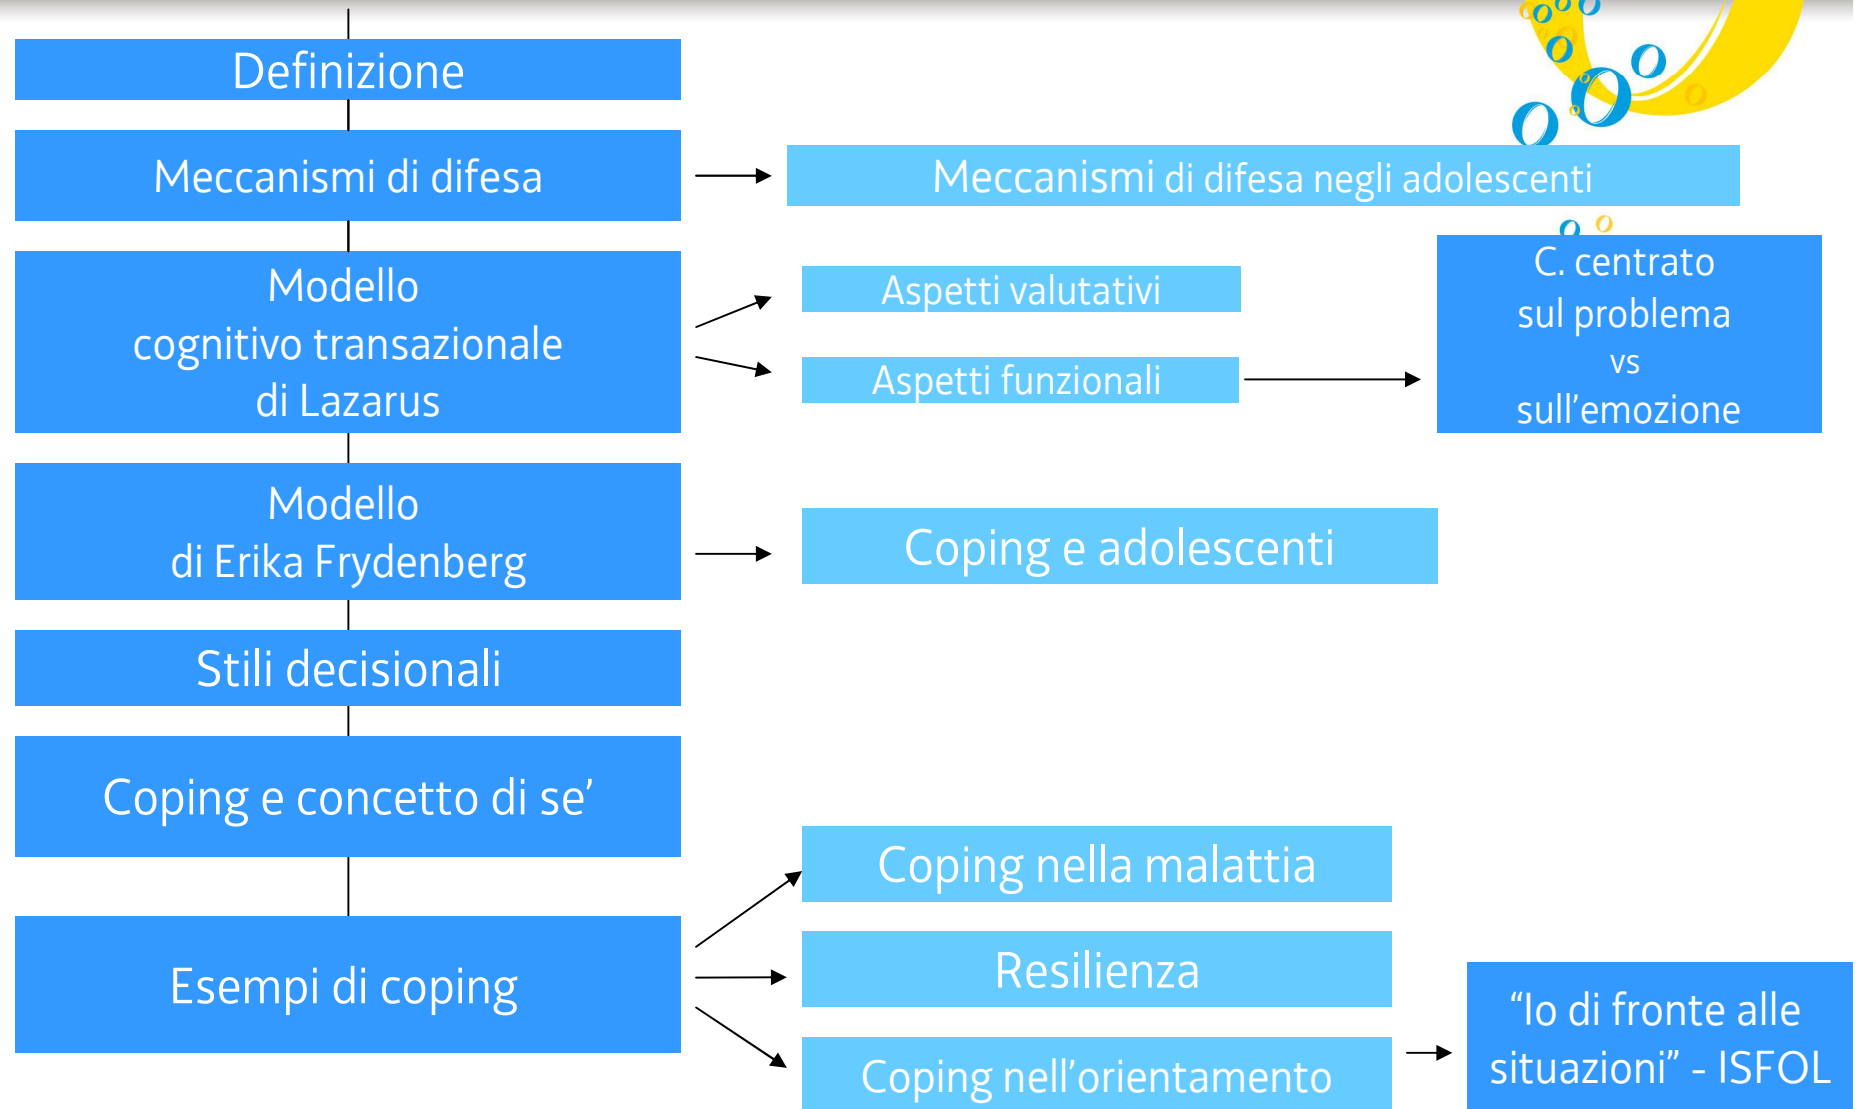 Definizione
Meccanismi di difesa
Meccanismi di difesa negli adolescenti
Modello
cognitivo transazionale
di Lazarus
Aspetti valutativi
Aspetti funzionali
C. centrato
sul problema
vs
sull’emozione
Modello
di Erika Frydenberg
Coping e adolescenti
Stili decisionali
Coping e concetto di se’
Esempi di coping
Coping nella malattia
Resilienza
Coping nell’orientamento
“Io di fronte alle
situazioni” - ISFOL